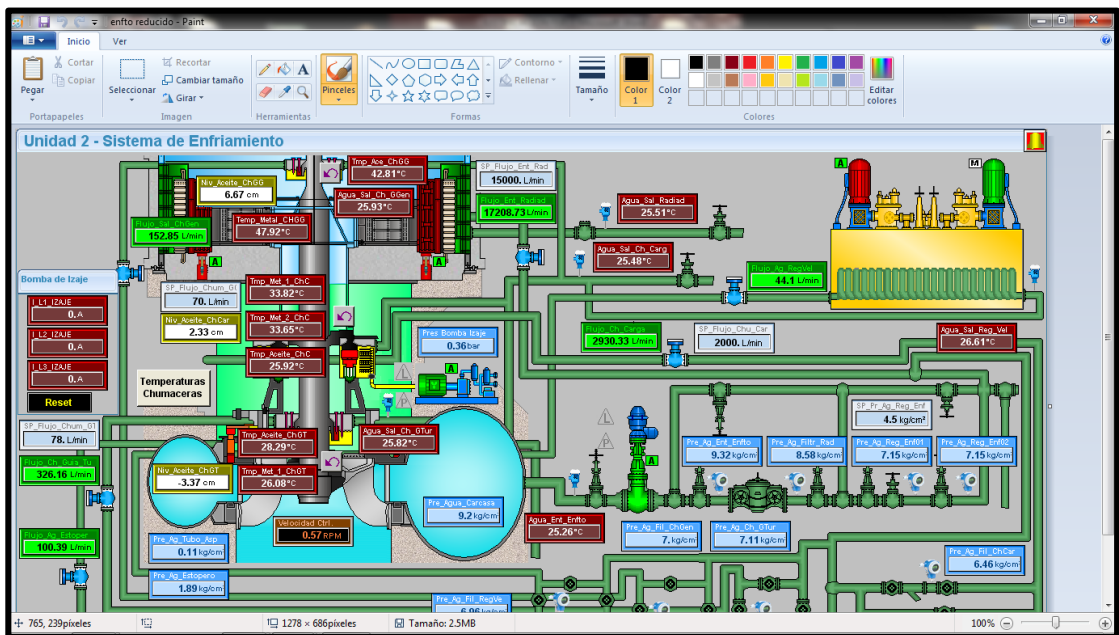 enfto reducido - Paint
Inicio
Ver
Pegar
Cortar
Copiar
Portapapeles
Seleccionar
Recortar
Cambiar tamaño
Girar
Imagen
A
Herramientas
Pinceles
Contorno
Rellenar
Formas
Tamaño
Color 1
Color 2
Editar colores
Colores
Unidad 2 - Sistema de Enfriamiento
Tmp_Ace_ChGG
42.81°C
Niv_Aceite_ChGG
6.67 cm
Agua_Sal_Ch_GGen
25.93°C
Temp_Metal_CHGG
47.92°C
Flujo_Sal_ChGen
152.85 L/min
SP_Flujo_Ent_Rad
15000. L/min
Flujo_Ent_Radiad
17208.73 L/min
Agua_Sal_Radiad
25.51°C
Agua_Sal_Ch_Carg
25.48°C
A
M
Flujo_Ag_RegVel
44.1 L/min
A
A
Bomba de Izaje
I_L1_IZAJE
0. A
I_L2_IZAJE
0. A
I_L3_IZAJE
0. A
Reset
SP_Flujo_Chum_GI
70. L/min
Niv_Aceite_ChCar
2.33 cm
Tmp_Met_1_ChC
33.82°C
Tmp_Met_2_ChC
33.65°C
Tmp_Aceite_ChC
25.92°C
Temperaturas
Chumaceras
Pres Bomba Izaje
0.36 bar
L
P
A
Flujo_Ch_Carga
2930.33 L/min
SP_Flujo_Chu_Car
2000. L/min
Agua_Sal_Reg_Vel
26.61°C
SP_Flujo_Chum_GT
78. L/min
Flujo_Ch_Guia_Tu
326.16 L/min
Flujo_Ag_Estoper
100.39 L/min
Tmp_Aceite_ChGT
28.29°C
Agua_Sal_Ch_GTur
25.82°C
Niv_Aceite_ChGT
-3.37 cm
Tmp_Met_1_ChGT
26.08°C
Velocidad Ctrl.
0.57 RPM
Pre_Agua_Carcasa
9.2 kg/cm²
Pre_Ag_Tubo_Asp
0.11 kg/cm²
Pre_Ag_Estopero
1.89 kg/cm²
L
P
A
SP_Pr_Ag_Reg_Enf
4.5 kg/cm²
Pre_Ag_Ent_Enfto
9.32 kg/cm²
Pre_Ag_Filtr_Rad
8.58 kg/cm²
Pre_Ag_Reg_Enf01
7.15 kg/cm²
Pre_Ag_Reg_Enf02
7.15 kg/cm²
Agua_Ent_Enfto
25.26°C
Pre_Ag_Fil_ChGen
7. kg/cm²
Pre_Ag_Ch_GTur
7.11 kg/cm²
Pre_Ag_Fil_ChCar
6.46 kg/cm²
Pre_Ag_Fil_RegVe
765, 239píxeles
1278 × 686píxeles
Tamaño: 2.5MB
100%